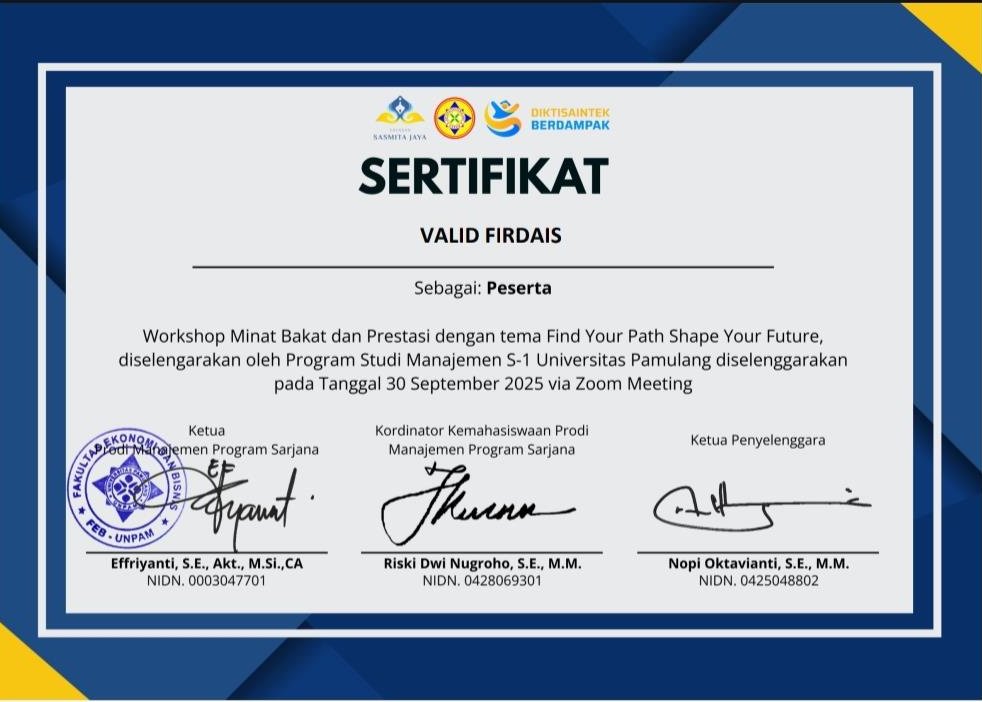 YAYASAN
SASMITA JAYA
DIKTISAINTEK
BERDAMPAK
SERTIFIKAT
VALID FIRDAIS
Sebagai: Peserta
Workshop Minat Bakat dan Prestasi dengan tema Find Your Path Shape Your Future,
diselengarakan oleh Program Studi Manajemen S-1 Universitas Pamulang diselenggarakan
pada Tanggal 30 September 2025 via Zoom Meeting
Ketua
Prodi Manajemen Program Sarjana
FAKULTAS EKONOMI DAN BISNIS
UNIVERSITAS PAMULANG
UNPAM
FEB - UNPAM
Effriyanti, S.E., Akt., M.Si.,CA
NIDN. 0003047701
Kordinator Kemahasiswaan Prodi
Manajemen Program Sarjana
Riski Dwi Nugroho, S.E., M.M.
NIDN. 0428069301
Ketua Penyelenggara
Nopi Oktavianti, S.E., M.M.
NIDN. 0425048802